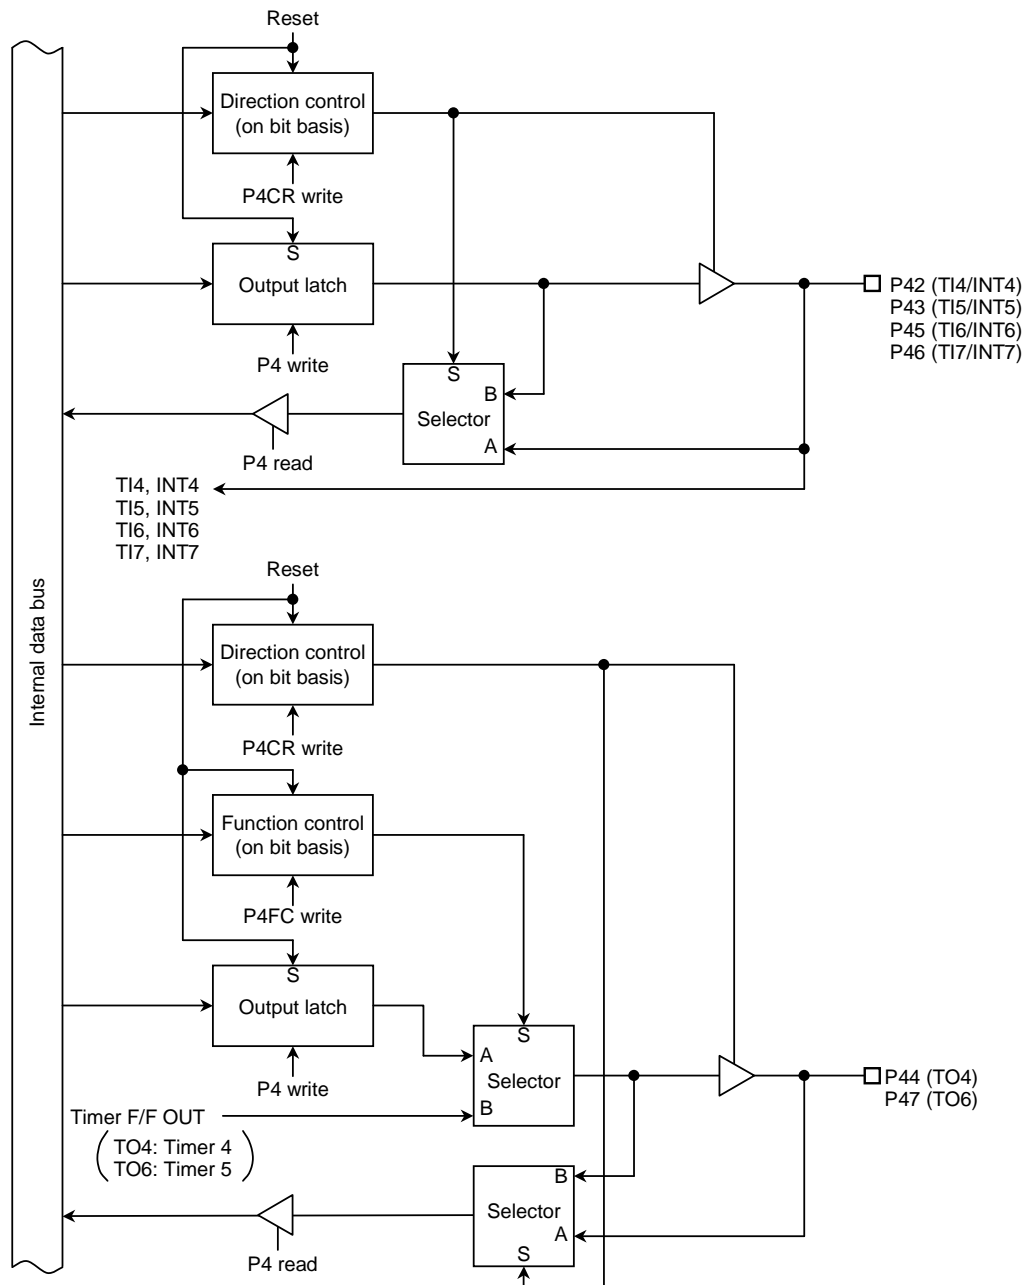 Reset
Direction control
(on bit basis)
P4CR write
S
Output latch
P42 (TI4/INT4)
P43 (TI5/INT5)
P45 (TI6/INT6)
P46 (TI7/INT7)
P4 write
S
B
Selector
A
P4 read
TI4, INT4
TI5, INT5
TI6, INT6
TI7, INT7
Internal data bus
Reset
Direction control
(on bit basis)
P4CR write
Function control
(on bit basis)
P4FC write
S
Output latch
S
A
Selector
B
P44 (TO4)
P47 (TO6)
P4 write
Timer F/F OUT
TO4: Timer 4
TO6: Timer 5
B
Selector
A
S
P4 read